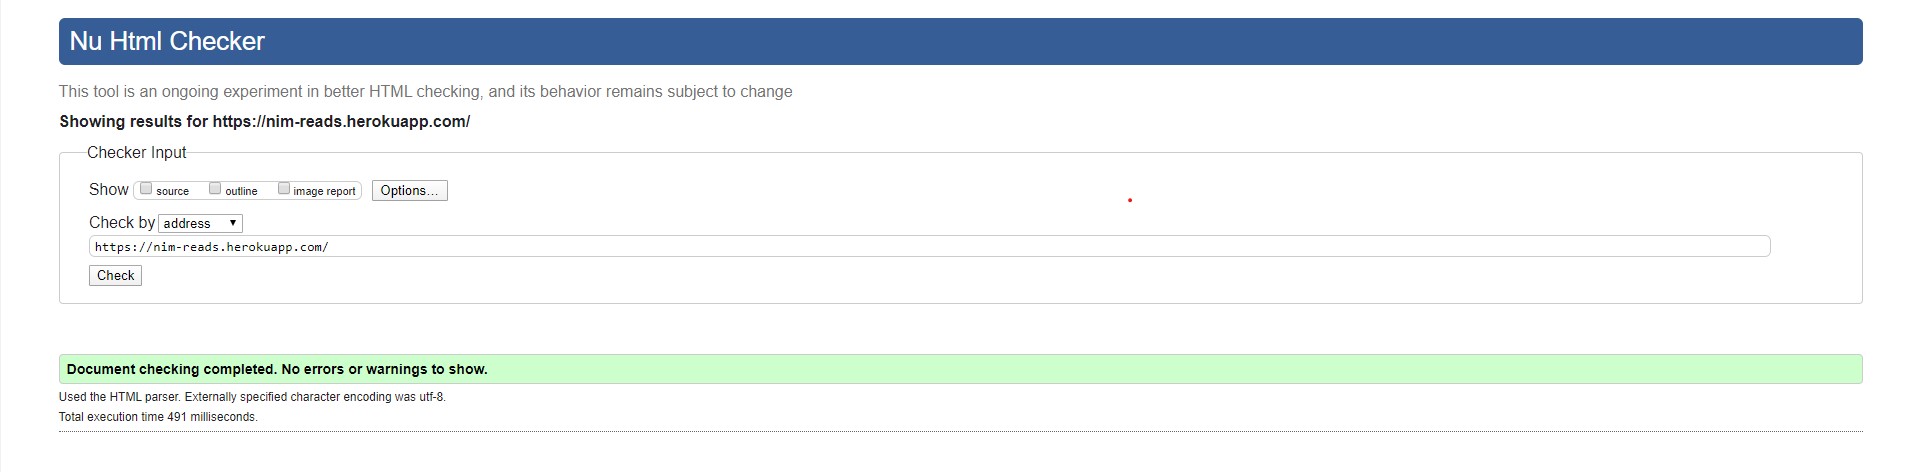 Nu Html Checker
This tool is an ongoing experiment in better HTML checking, and its behavior remains subject to change
Showing results for https://nim-reads.herokuapp.com/
Checker Input
Show source outline image report Options...
Check by address
https://nim-reads.herokuapp.com/
Check
Document checking completed. No errors or warnings to show.
Used the HTML parser. Externally specified character encoding was utf-8.
Total execution time 491 milliseconds.